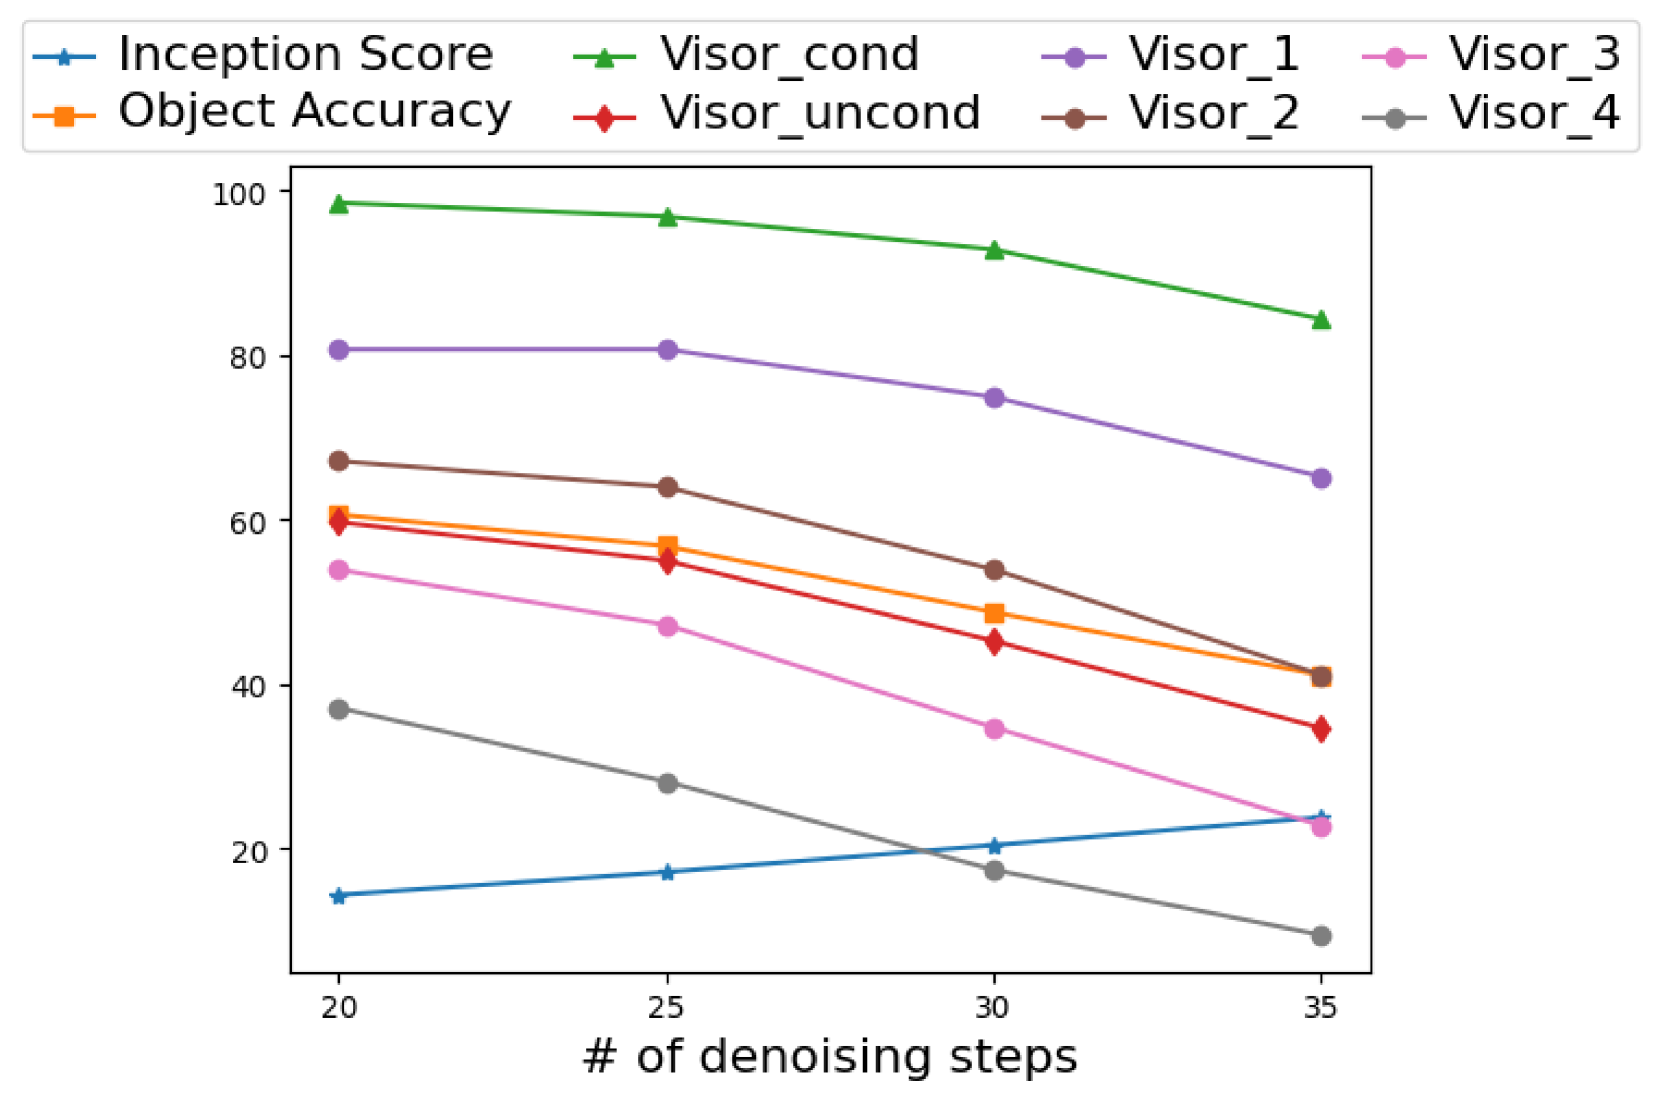 Inception Score Visor_cond Visor_1 Visor_3
Object Accuracy Visor_uncond Visor_2 Visor_4
100
80
60
40
20
20 25 30 35
# of denoising steps